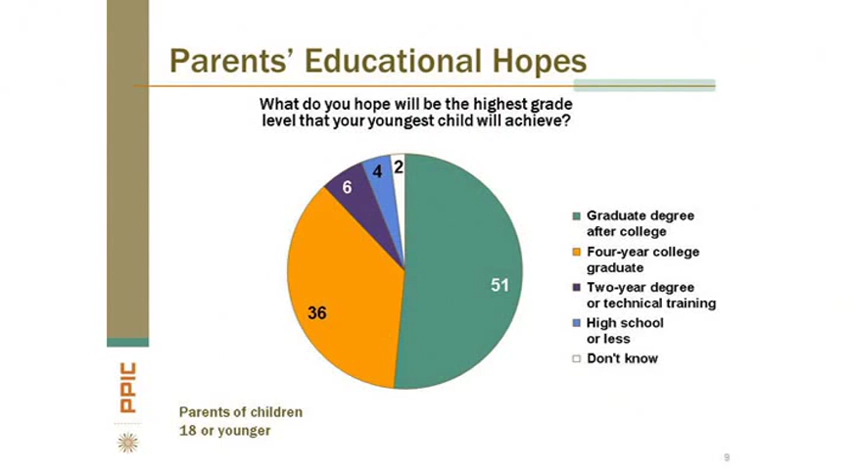 Parents’ Educational Hopes
What do you hope will be the highest grade
level that your youngest child will achieve?
2
4
6
51
36
Graduate degree
after college
Four-year college
graduate
Two-year degree
or technical training
High school
or less
Don't know
PPIC
Parents of children
18 or younger
9